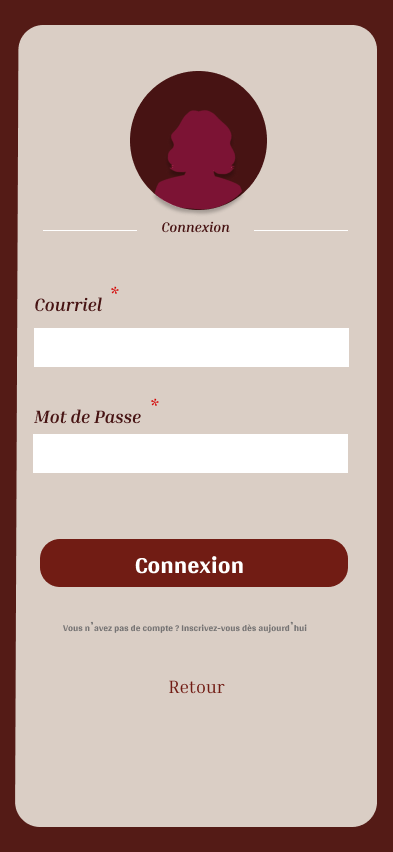 Connexion
Courriel *
Mot de Passe *
Connexion
Vous n'avez pas de compte ? Inscrivez-vous dès aujourd'hui
Retour